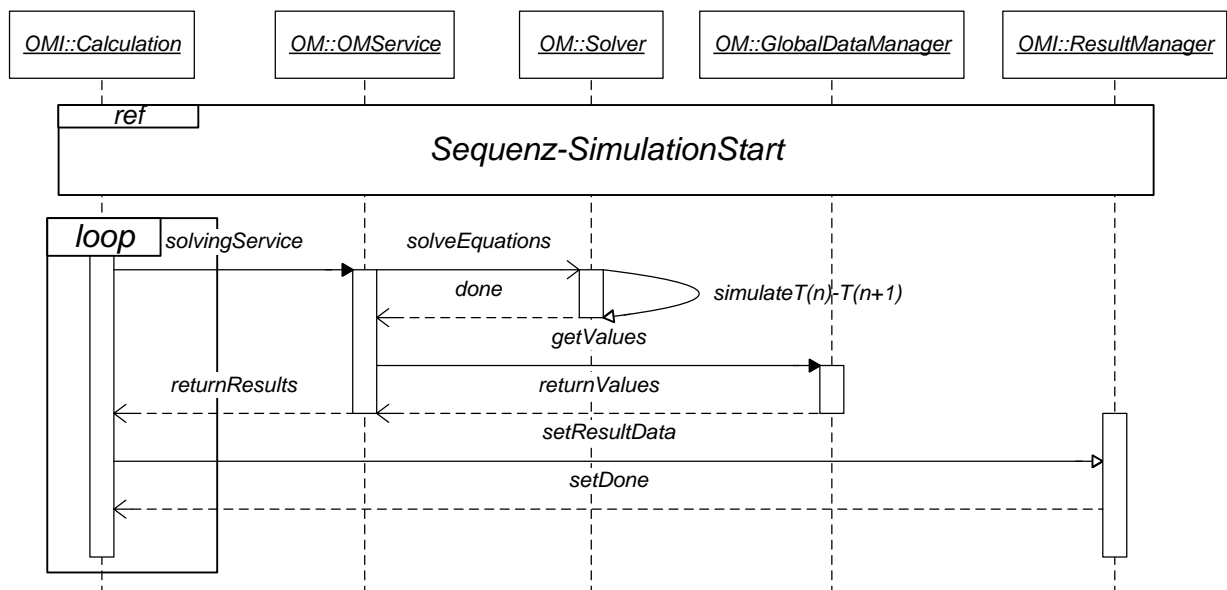 OMI::Calculation
OM::OMService
OM::Solver
OM::GlobalDataManager
OMI::ResultManager
ref
Sequenz-SimulationStart
loop
solvingService
solveEquations
done
simulateT(n)-T(n+1)
getValues
returnResults
returnValues
setResultData
setDone